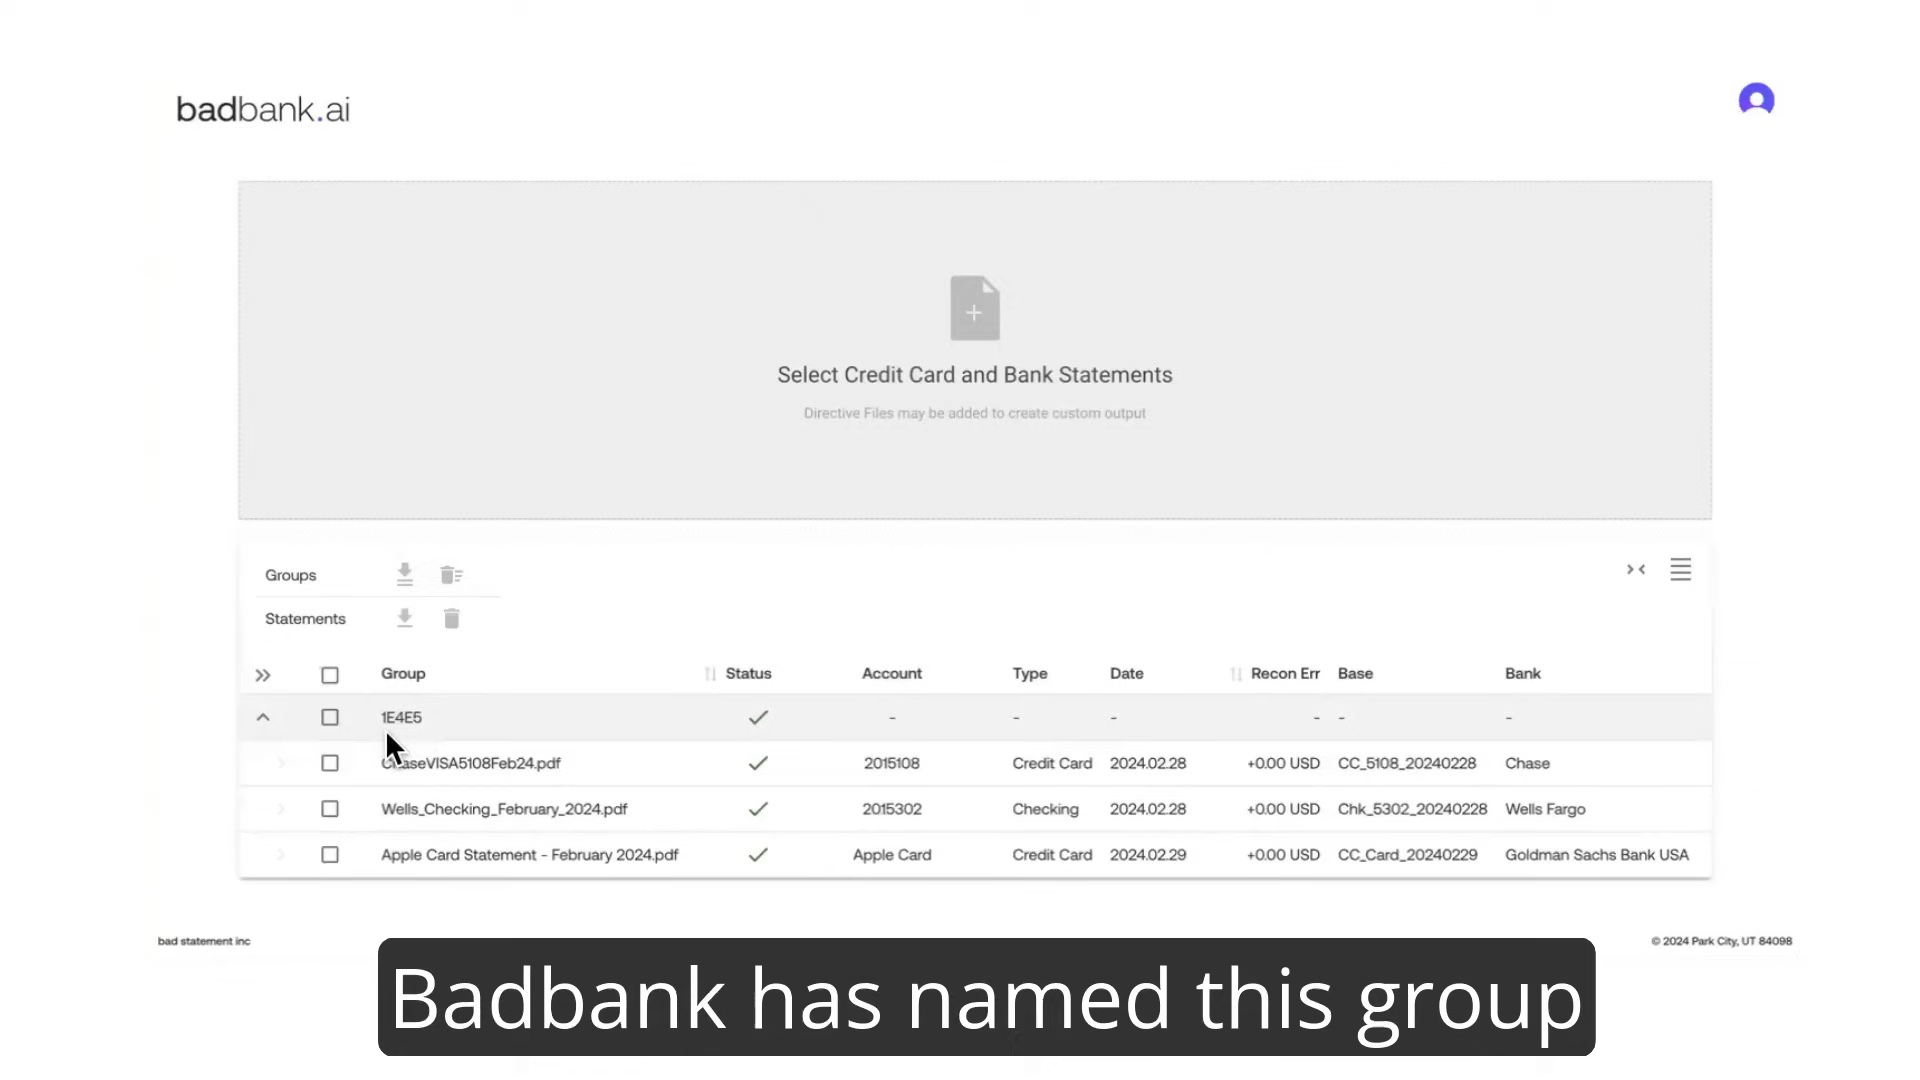 badbank.ai
Select Credit Card and Bank Statements
Directive Files may be added to create custom output
Groups
Statements
Group Status Account Type Date Recon Err Base Bank
1E4E5 - - - - - -
ChaseVISA5108Feb24.pdf 2015108 Credit Card 2024.02.28 +0.00 USD CC_5108_20240228 Chase
Wells_Checking_February_2024.pdf 2015302 Checking 2024.02.28 +0.00 USD Chk_5302_20240228 Wells Fargo
Apple Card Statement - February 2024.pdf Apple Card Credit Card 2024.02.29 +0.00 USD CC_Card_20240229 Goldman Sachs Bank USA
bad statement inc © 2024 Park City, UT 84098
Badbank has named this group